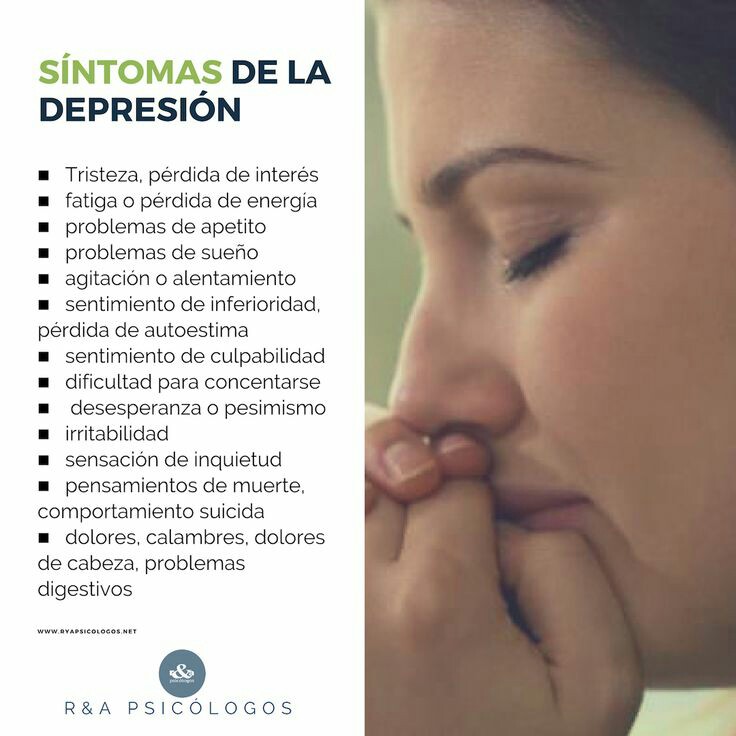 SÍNTOMAS DE LA
DEPRESIÓN
■ Tristeza, pérdida de interés
■ fatiga o pérdida de energía
■ problemas de apetito
■ problemas de sueño
■ agitación o alentamiento
■ sentimiento de inferioridad,
pérdida de autoestima
■ sentimiento de culpabilidad
■ dificultad para concentarse
■ desesperanza o pesimismo
■ irritabilidad
■ sensación de inquietud
■ pensamientos de muerte,
comportamiento suicida
■ dolores, calambres, dolores
de cabeza, problemas
digestivos
WWW.RYAPSICOLOGOS.NET
&
psicólogos
R&A PSICÓLOGOS